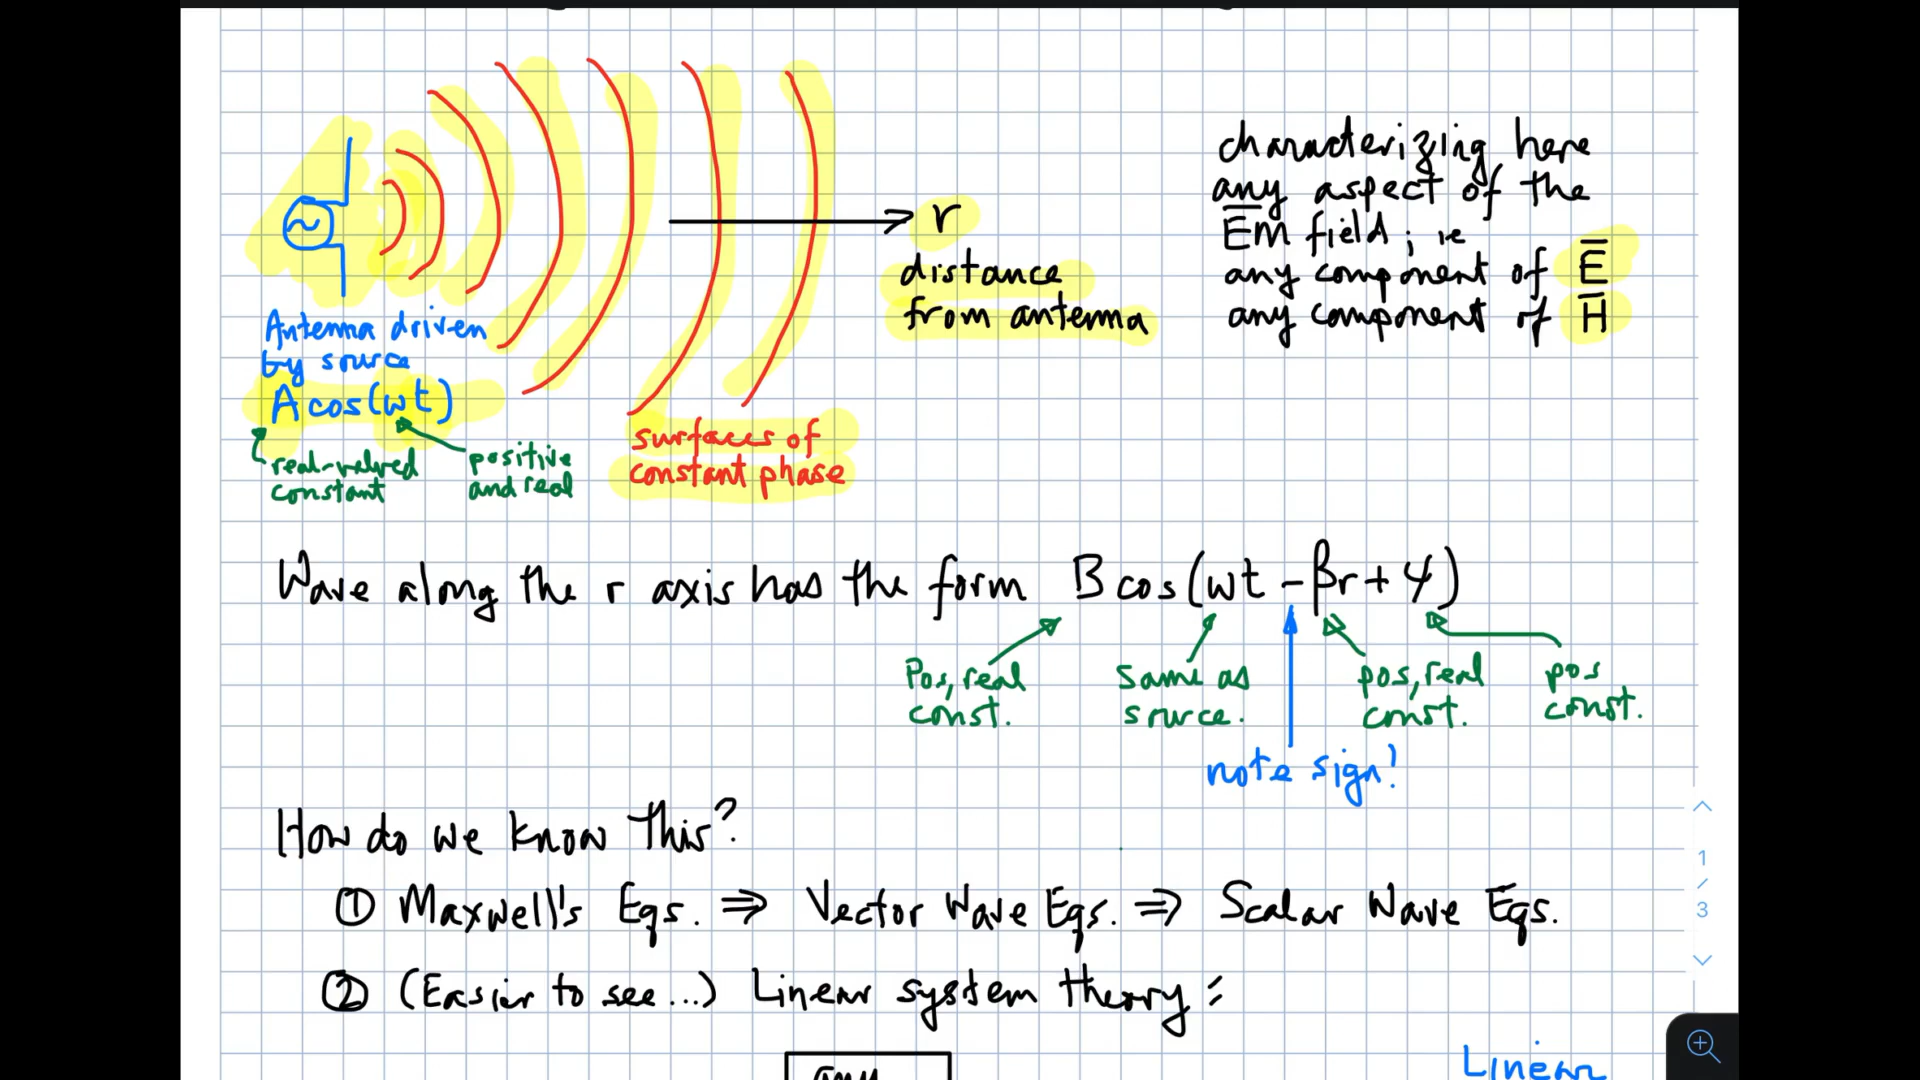 characterizing here
any aspect of the
EM field; ie
any component of E
any component of H
r
distance
from antenna
Antenna driven
by source
A cos(ωt)
real-valued
constant
positive
and real
surfaces of
constant phase
Wave along the r axis has the form B cos(ωt - βr + ψ)
Pos, real
const.
Same as
source.
pos, real
const.
pos
const.
note sign!
How do we know this?
① Maxwell's Eqs. ⇒ Vector Wave Eqs. ⇒ Scalar Wave Eqs.
② (Easier to see...) Linear system theory:
any
Linear
1
/
3